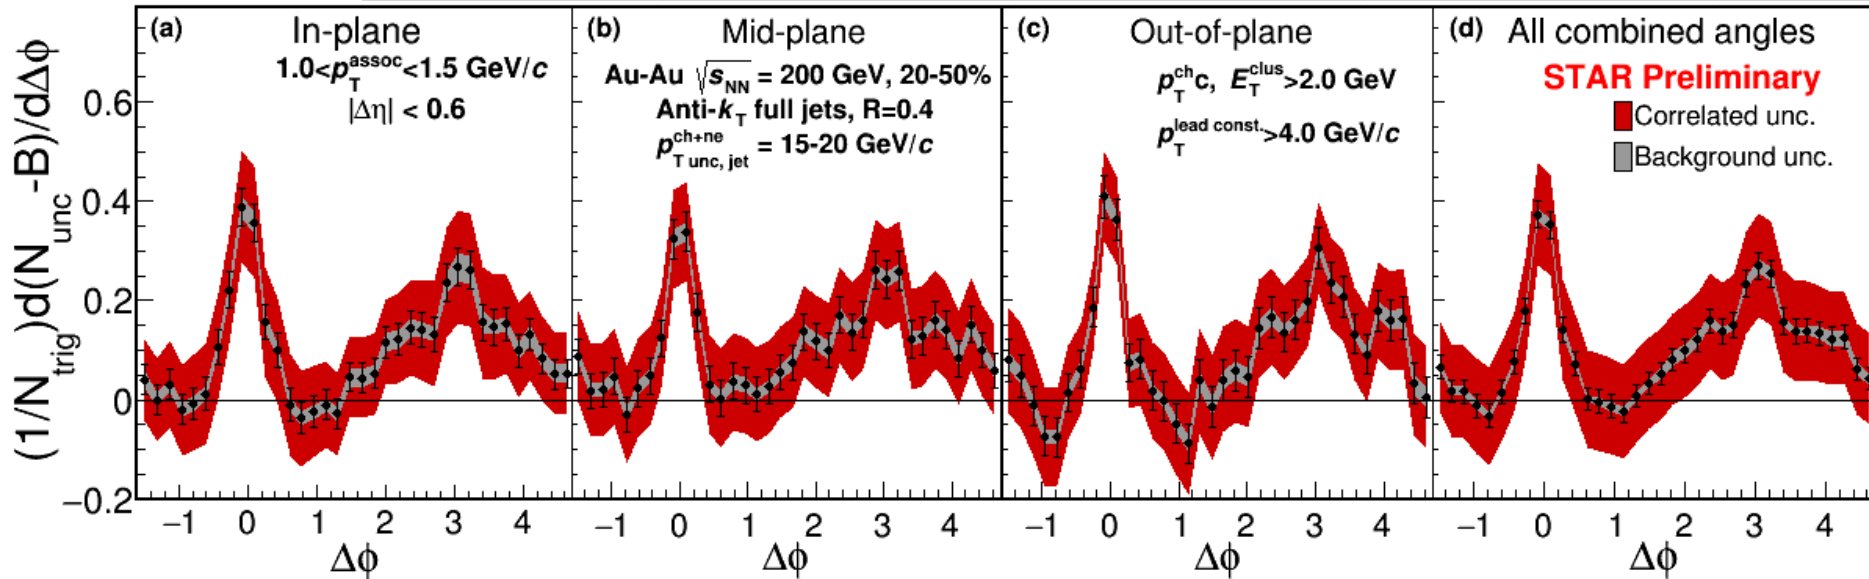 (1/N_trig)d(N_unc-B)/dΔϕ
(a) In-plane
1.0<p_T^assoc<1.5 GeV/c
|Δη| < 0.6
(b) Mid-plane
Au-Au √s_NN = 200 GeV, 20-50%
Anti-k_T full jets, R=0.4
p_T unc, jet^ch+ne = 15-20 GeV/c
(c) Out-of-plane
p_T^ch c, E_T^clus>2.0 GeV
p_T^lead const.>4.0 GeV/c
(d) All combined angles
STAR Preliminary
Correlated unc.
Background unc.
0.6
0.4
0.2
0
−0.2
−1 0 1 2 3 4
−1 0 1 2 3 4
−1 0 1 2 3 4
−1 0 1 2 3 4
Δϕ
Δϕ
Δϕ
Δϕ